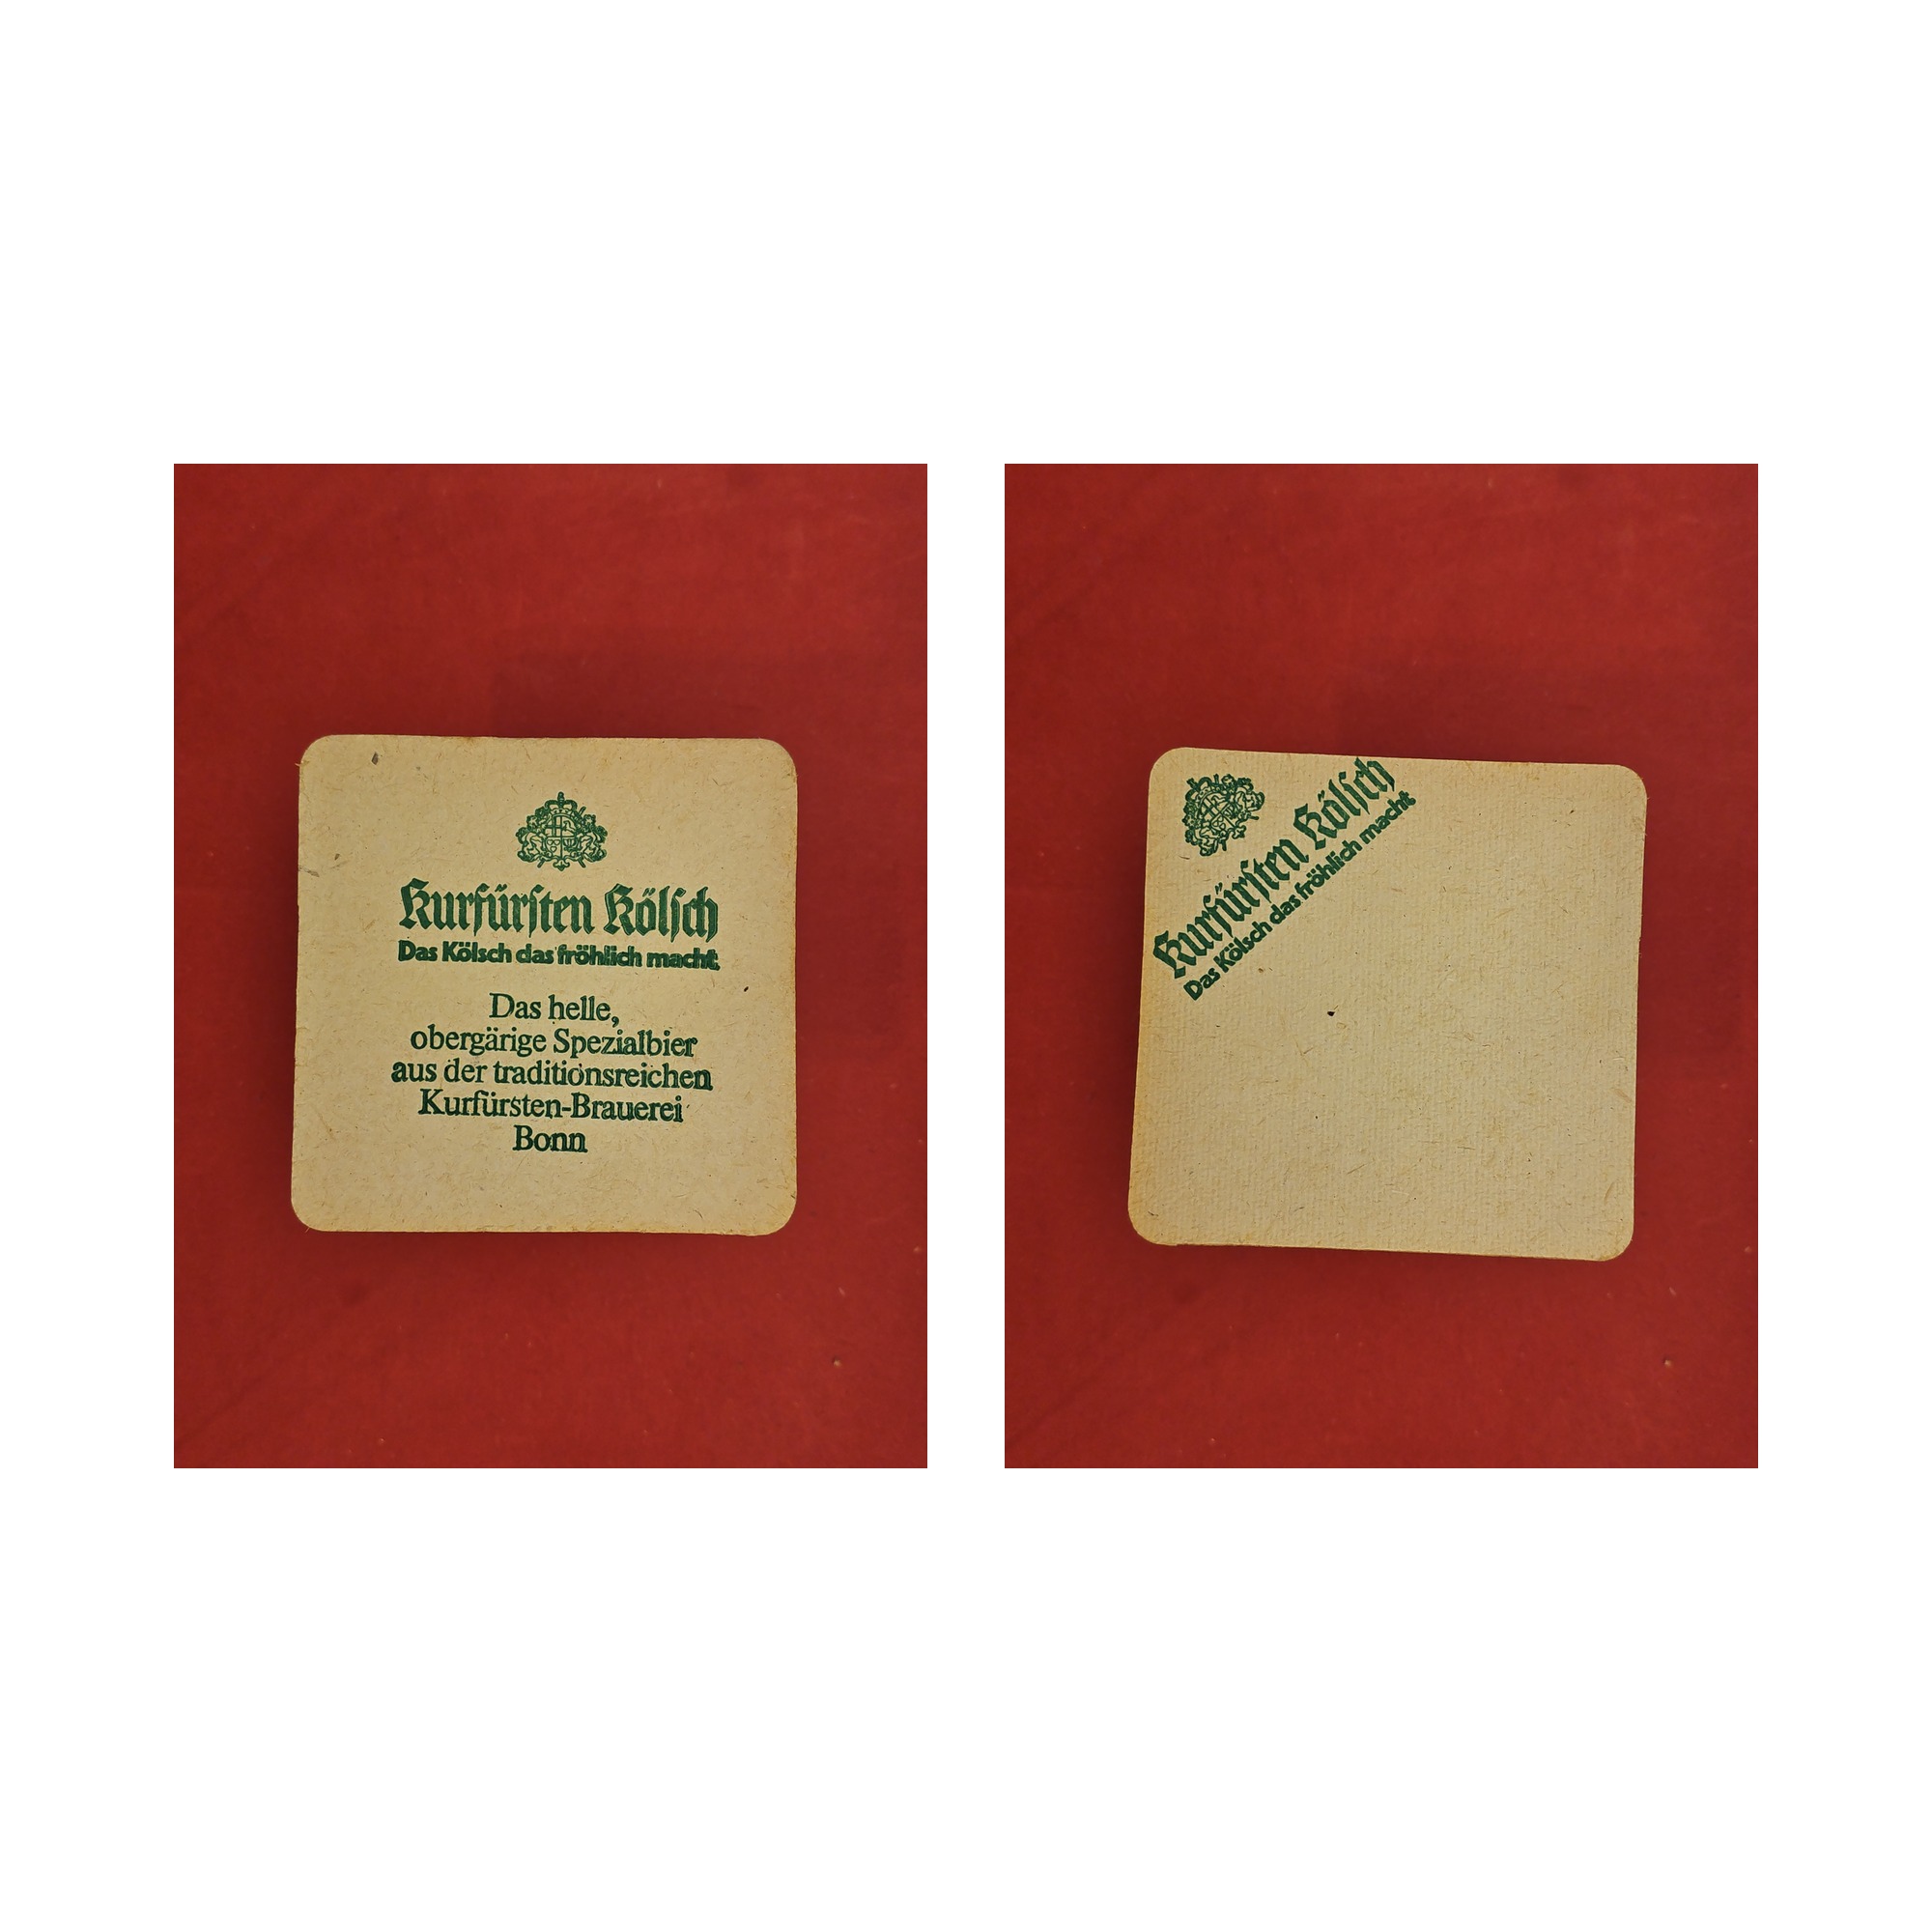 Kurfürſten Kölſch
Das Kölsch das fröhlich macht
Das helle,
obergärige Spezialbier
aus der traditionsreichen
Kurfürsten-Brauerei
Bonn
Kurfürſten Kölſch
Das Kölsch das fröhlich macht